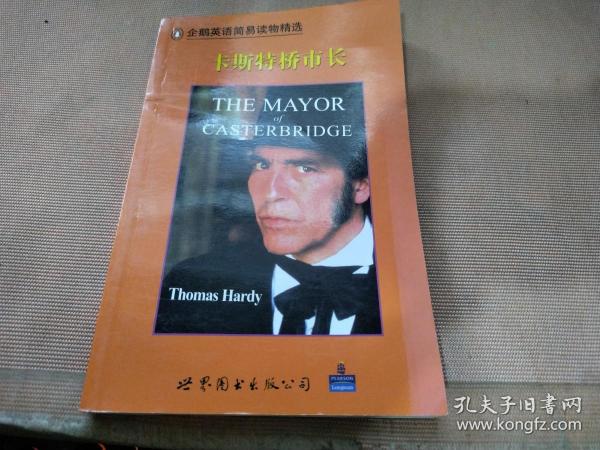 企鹅英语简易读物精选
卡斯特桥市长
THE MAYOR
of
CASTERBRIDGE
Thomas Hardy
世界图书出版公司
PEARSON
Longman
孔夫子旧书网
www.kongfz.com